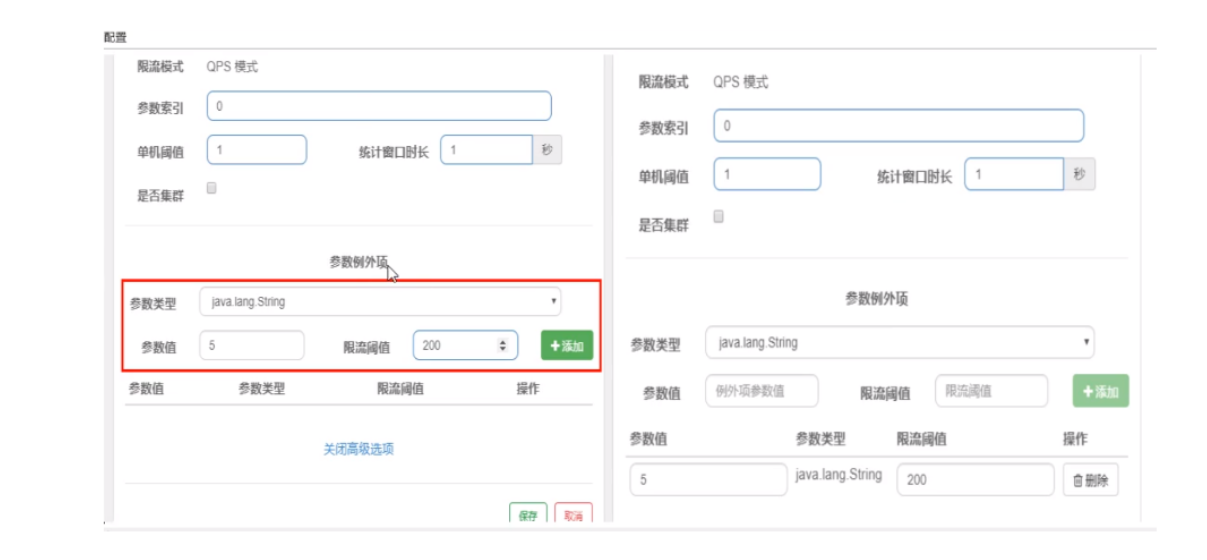 配置
限流模式 QPS 模式
参数索引 0
单机阈值 1 统计窗口时长 1 秒
是否集群
参数例外项
参数类型 java.lang.String
参数值 5 限流阈值 200 +添加
参数值 参数类型 限流阈值 操作
关闭高级选项
保存 取消
限流模式 QPS 模式
参数索引 0
单机阈值 1 统计窗口时长 1 秒
是否集群
参数例外项
参数类型 java.lang.String
参数值 例外项参数值 限流阈值 限流阈值 +添加
参数值 参数类型 限流阈值 操作
5 java.lang.String 200 删除